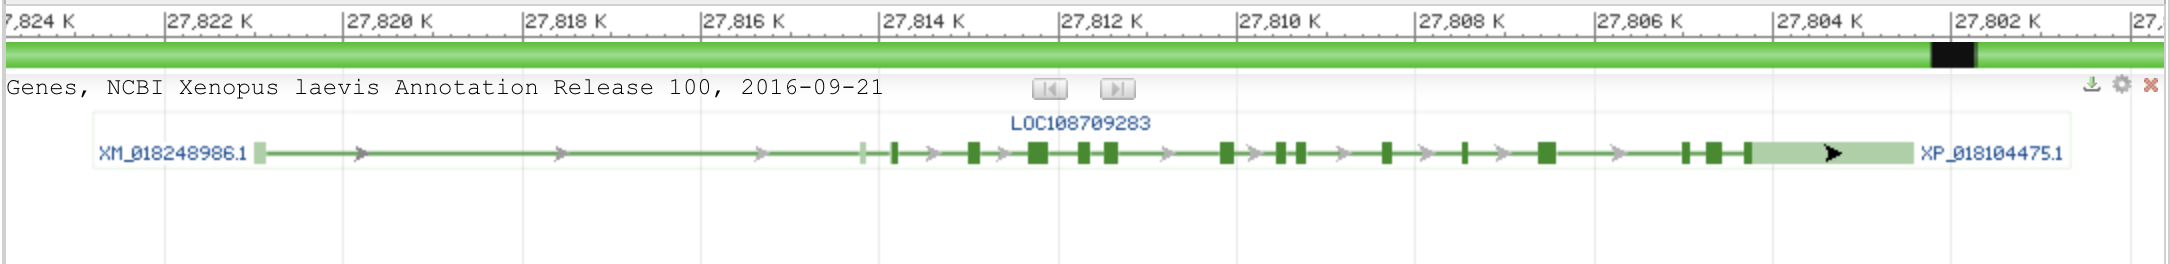 7,824 K 27,822 K 27,820 K 27,818 K 27,816 K 27,814 K 27,812 K 27,810 K 27,808 K 27,806 K 27,804 K 27,802 K 27,
Genes, NCBI Xenopus laevis Annotation Release 100, 2016-09-21
LOC108709283
XM_018248986.1 XP_018104475.1